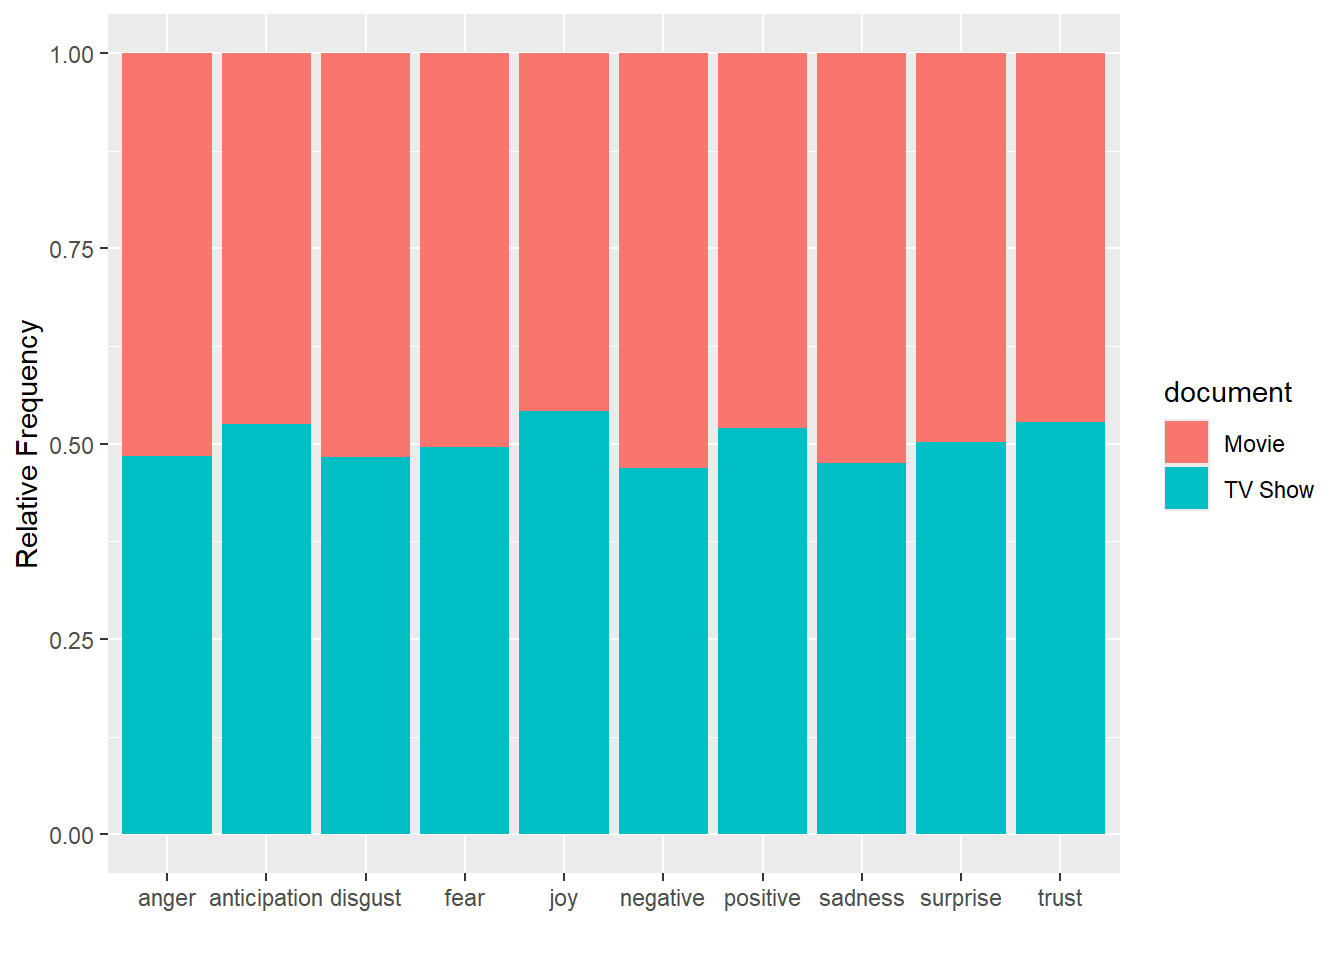 1.00
0.75
0.50
0.25
0.00
Relative Frequency
anger anticipation disgust fear joy negative positive sadness surprise trust
document
Movie
TV Show